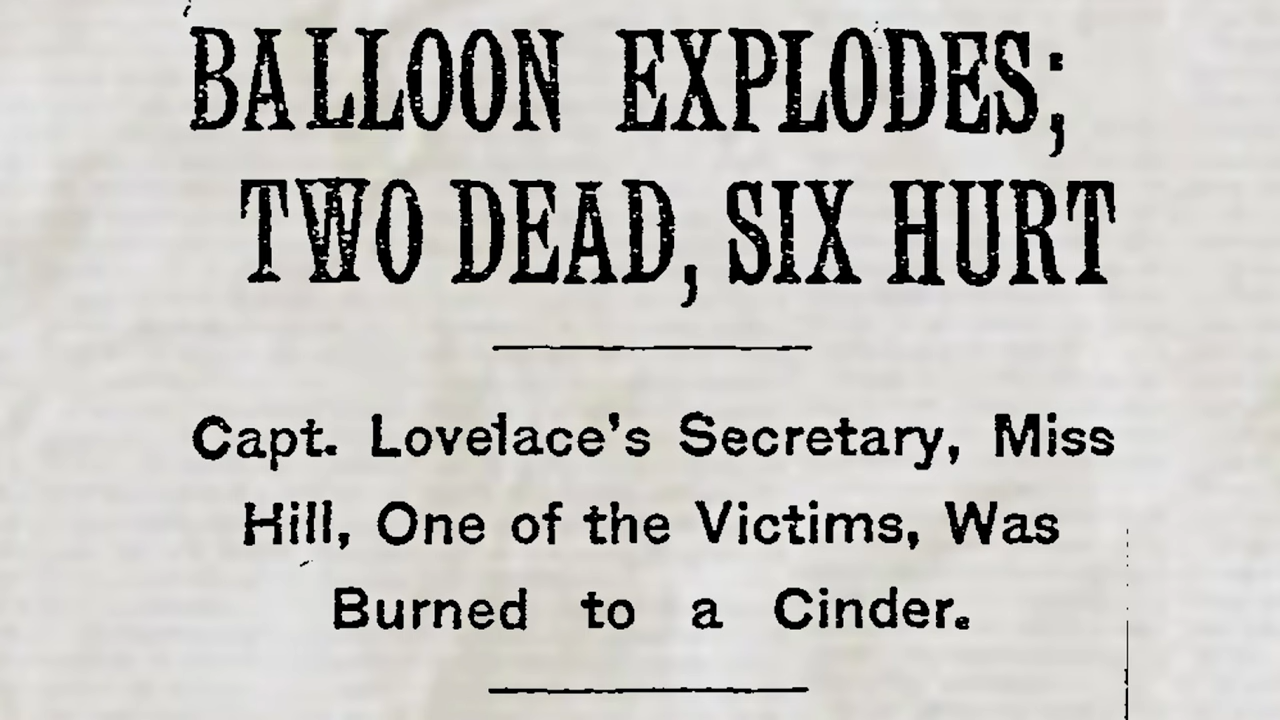 BALLOON EXPLODES;
TWO DEAD, SIX HURT
Capt. Lovelace's Secretary, Miss
Hill, One of the Victims, Was
Burned to a Cinder.